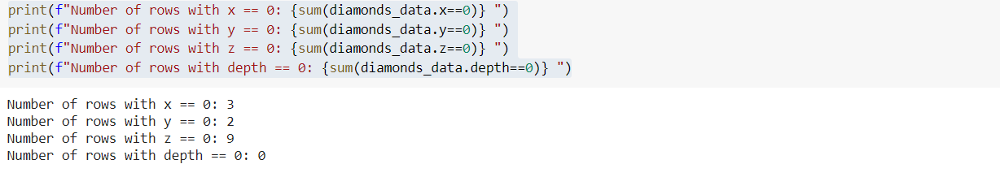 print(f"Number of rows with x == 0: {sum(diamonds_data.x==0)} ")
print(f"Number of rows with y == 0: {sum(diamonds_data.y==0)} ")
print(f"Number of rows with z == 0: {sum(diamonds_data.z==0)} ")
print(f"Number of rows with depth == 0: {sum(diamonds_data.depth==0)} ")
Number of rows with x == 0: 3
Number of rows with y == 0: 2
Number of rows with z == 0: 9
Number of rows with depth == 0: 0